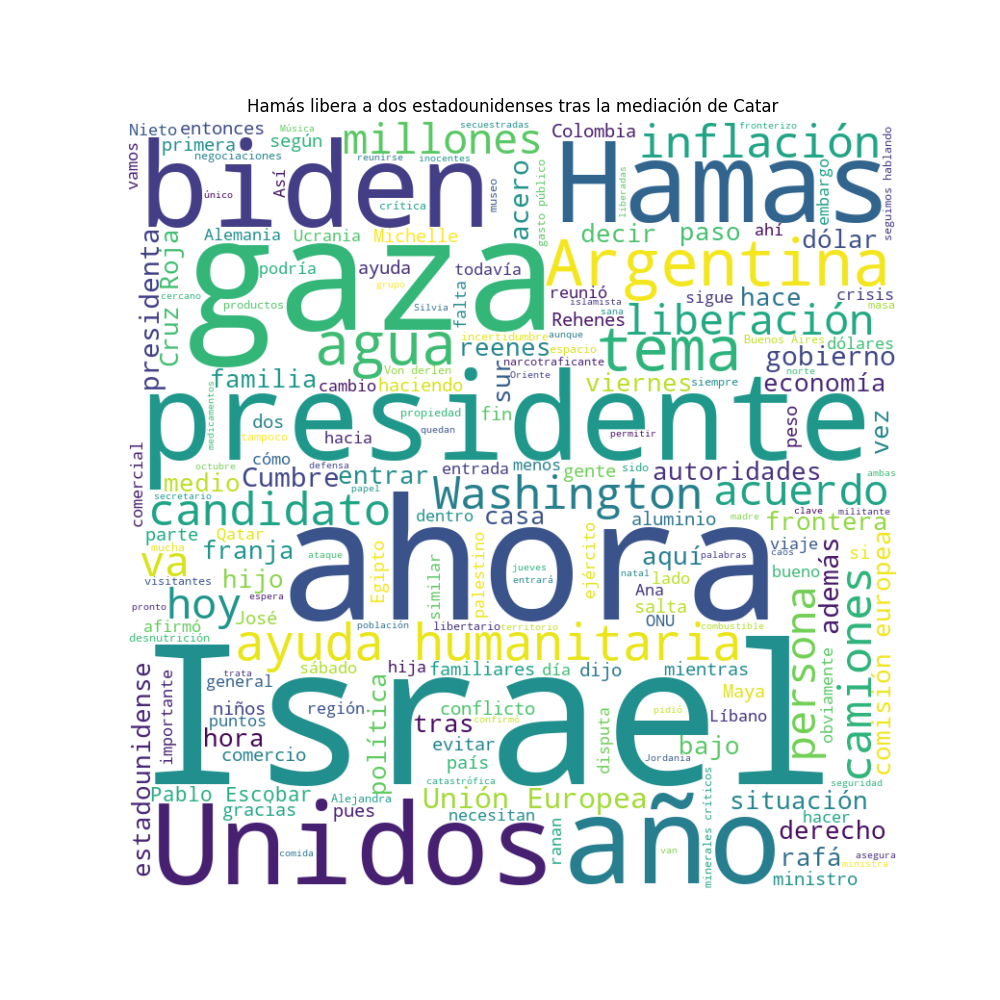 Hamás libera a dos estadounidenses tras la mediación de Catar
Nieto entonces según Música secuestradas Colombia fronterizo
vamos primera millones inflación
negociaciones reunirse inocentes
biden Hamas
único Así crítica museo acero gasto público liberadas embargo seguimos hablando
Alemania Ucrania Michelle decir paso ahí dólar
presidenta Cruz Roja gaza Argentina
podría ayuda todavía reunió sigue hace crisis
cercano productos grupo Silvia falta islamista sana masa
Rehenes liberación
agua incertidumbre aunque Buenos Aires dólares
reenes espacio narcotraficante tema gobierno
Von derlen Oriente norte
familia cambio haciendo sur viernes siempre economía
medicamentos presidente
dos propiedad fin peso vez
tampoco hacia quedan permitir
comercial cómo defensa entrada menos gente sido autoridades ambas
octubre medio Cumbre entrar
secretario papel Washington acuerdo
candidato dentro casa aluminio madre clave militante
parte Qatar frontera
mucha franja ataque ahora aquí palabras viaje caos si
va visitantes hijo Egipto similar palestino jueves ejército lado bueno
espera entrará natal Ana además
pronto hoy José salta comisión europea
afirmó población libertario territorio ONU combustible
desnutrición ayuda humanitaria persona camiones
estadounidense sábado hija familiares día dijo mientras
trata general Israel
importante niños región política conflicto confirmó disputa pidió Maya obviamente
puntos tras Líbano
hora evitar bajo
comercio país Jordania
catastrófica minerales críticos seguridad
Pablo Escobar Alejandra Unión Europea situación
gracias pues necesitan hacer
Unidos año derecho
comida ranan van rafá asegura
ministra
ministro